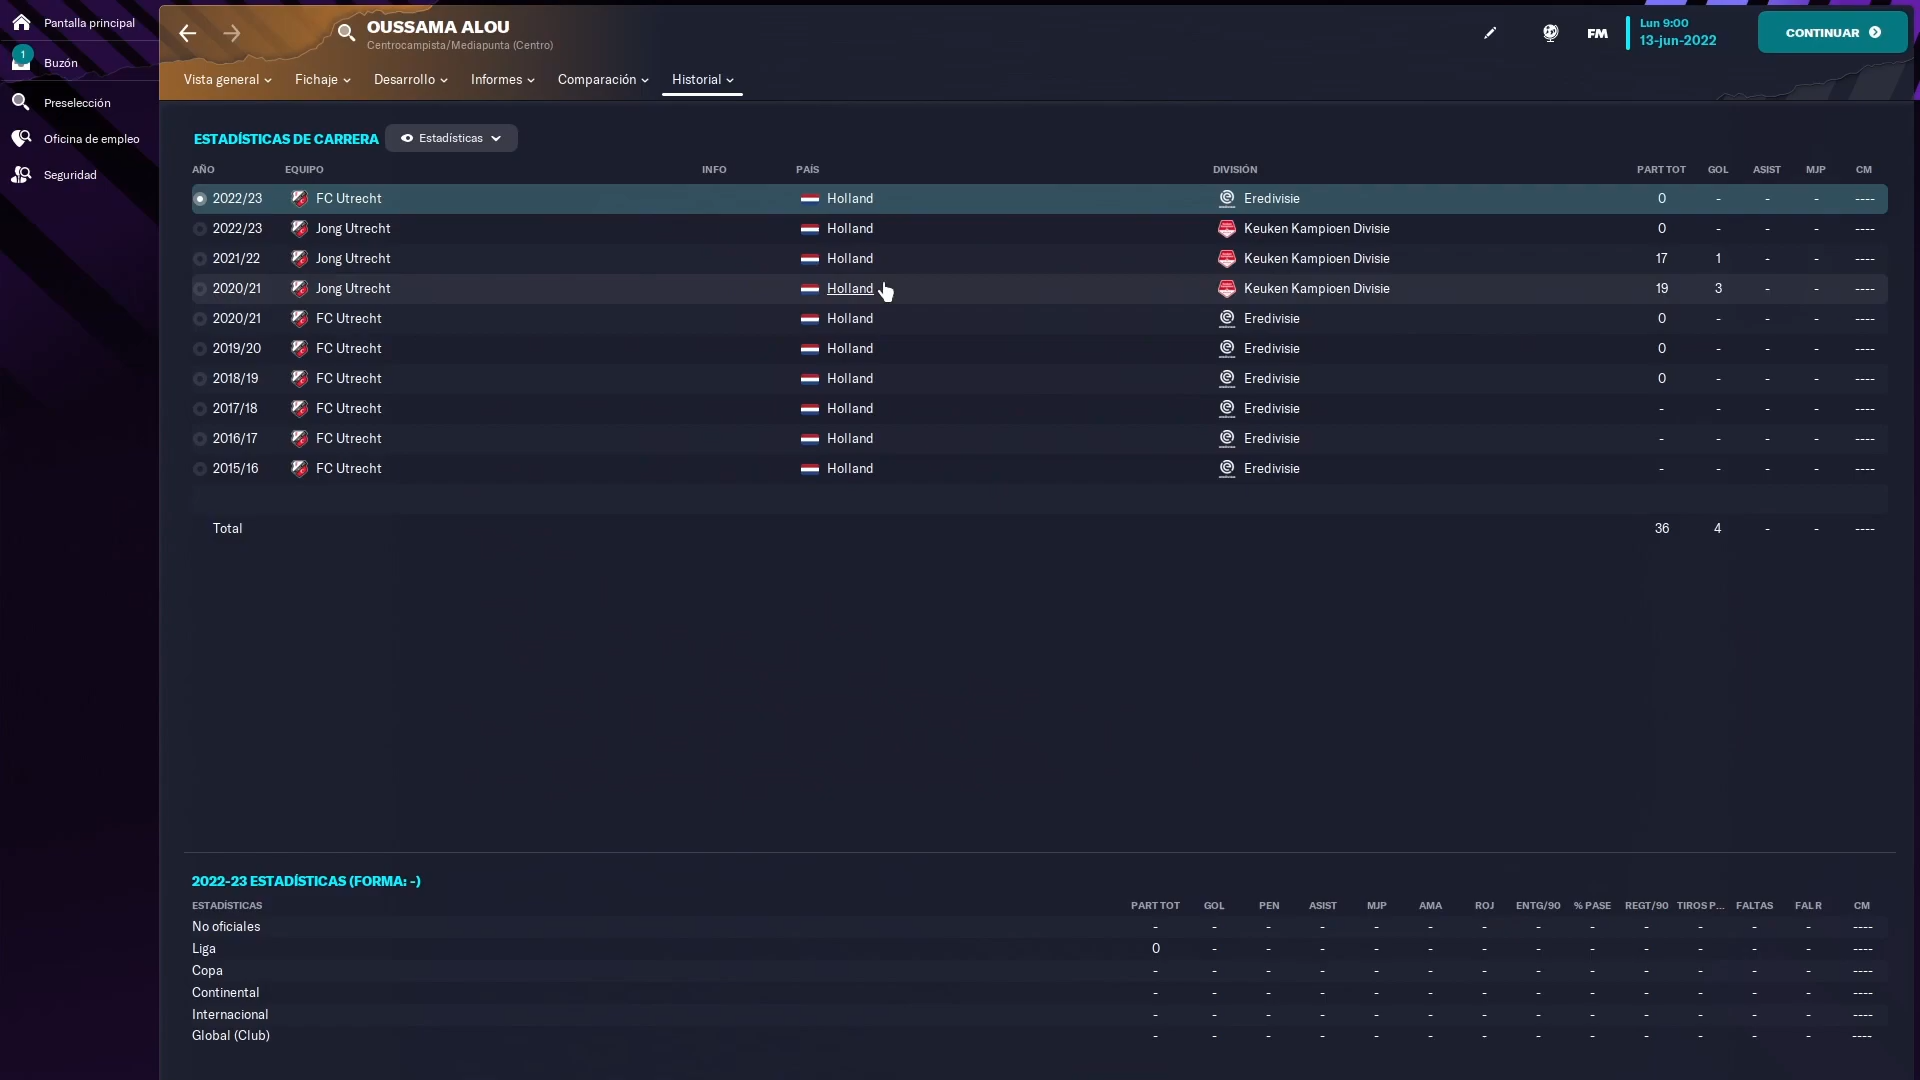 Pantalla principal
1
Buzón
Preselección
Oficina de empleo
Seguridad
OUSSAMA ALOU
Centrocampista/Mediapunta (Centro)
FM
Lun 9:00
13-jun-2022
CONTINUAR
Vista general Fichaje Desarrollo Informes Comparación Historial
ESTADÍSTICAS DE CARRERA Estadísticas
AÑO EQUIPO INFO PAÍS DIVISIÓN PART TOT GOL ASIST MJP CM
2022/23 FC Utrecht Holland Eredivisie 0 - - - ----
2022/23 Jong Utrecht Holland Keuken Kampioen Divisie 0 - - - ----
2021/22 Jong Utrecht Holland Keuken Kampioen Divisie 17 1 - - ----
2020/21 Jong Utrecht Holland Keuken Kampioen Divisie 19 3 - - ----
2020/21 FC Utrecht Holland Eredivisie 0 - - - ----
2019/20 FC Utrecht Holland Eredivisie 0 - - - ----
2018/19 FC Utrecht Holland Eredivisie 0 - - - ----
2017/18 FC Utrecht Holland Eredivisie - - - - ----
2016/17 FC Utrecht Holland Eredivisie - - - - ----
2015/16 FC Utrecht Holland Eredivisie - - - - ----
Total 36 4 - - ----
2022-23 ESTADÍSTICAS (FORMA: -)
ESTADÍSTICAS PART TOT GOL PEN ASIST MJP AMA ROJ ENTG/90 % PASE REGT/90 TIROS P... FALTAS FAL R CM
No oficiales - - - - - - - - - - - - - ----
Liga 0 - - - - - - - - - - - - ----
Copa - - - - - - - - - - - - - ----
Continental - - - - - - - - - - - - - ----
Internacional - - - - - - - - - - - - - ----
Global (Club) - - - - - - - - - - - - - ----